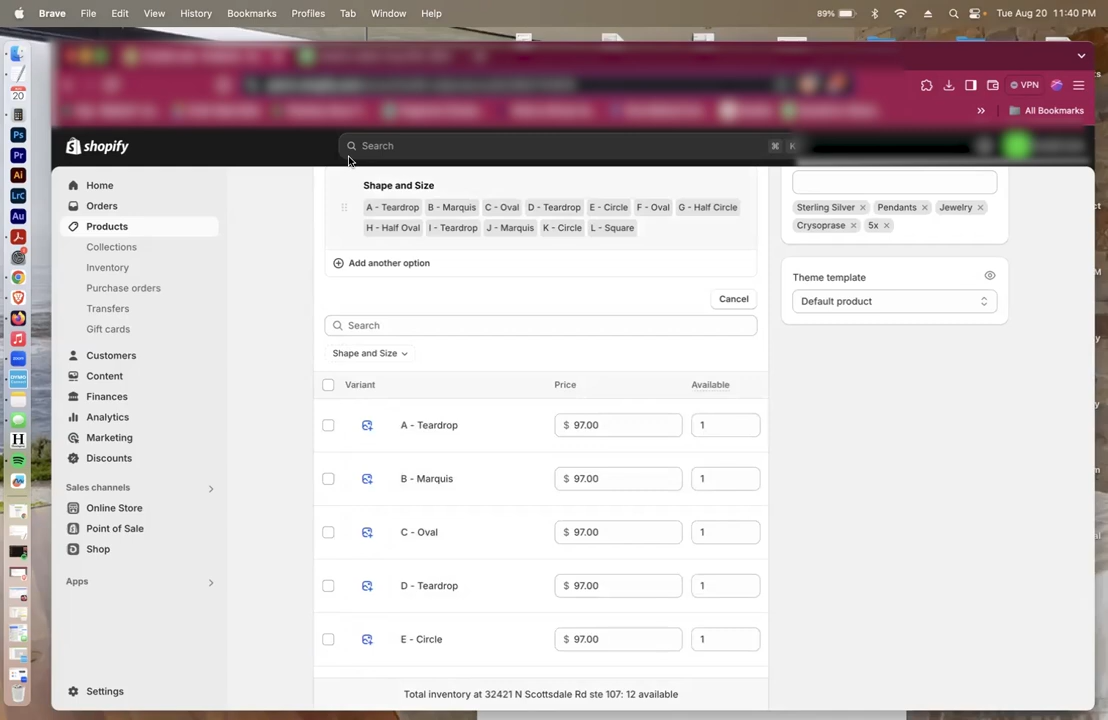 Brave File Edit View History Bookmarks Profiles Tab Window Help 89% Tue Aug 20 11:40 PM
VPN
All Bookmarks
shopify Search ⌘ K
Home
Orders
Products
Collections
Inventory
Purchase orders
Transfers
Gift cards
Customers
Content
Finances
Analytics
Marketing
Discounts
Sales channels
Online Store
Point of Sale
Shop
Apps
Settings
Shape and Size
A - Teardrop B - Marquis C - Oval D - Teardrop E - Circle F - Oval G - Half Circle
H - Half Oval I - Teardrop J - Marquis K - Circle L - Square
Add another option
Cancel
Search
Shape and Size
Variant Price Available
A - Teardrop $ 97.00 1
B - Marquis $ 97.00 1
C - Oval $ 97.00 1
D - Teardrop $ 97.00 1
E - Circle $ 97.00 1
Total inventory at 32421 N Scottsdale Rd ste 107: 12 available
Sterling Silver Pendants Jewelry
Crysoprase 5x
Theme template
Default product